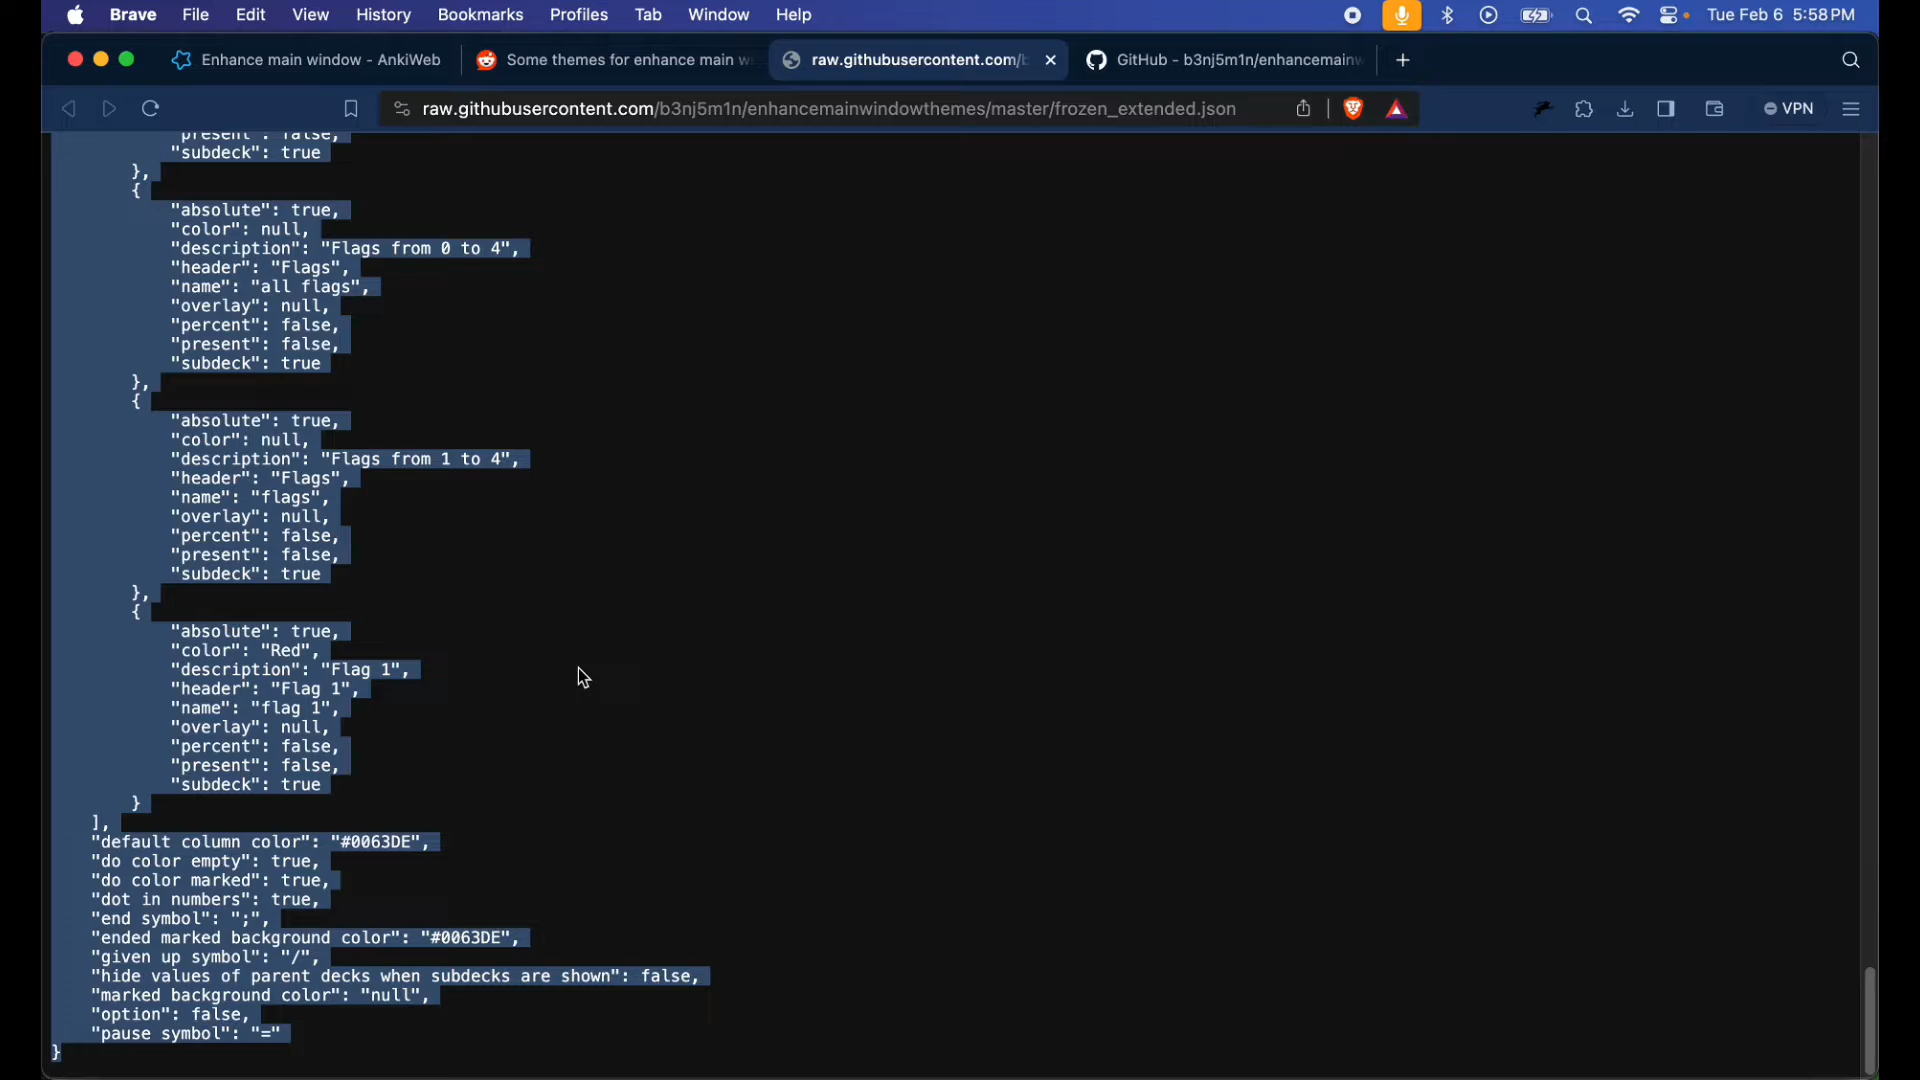 Brave File Edit View History Bookmarks Profiles Tab Window Help Tue Feb 6 5:58 PM
Enhance main window - AnkiWeb Some themes for enhance main w raw.githubusercontent.com/b GitHub - b3nj5m1n/enhancemainw
raw.githubusercontent.com/b3nj5m1n/enhancemainwindowthemes/master/frozen_extended.json VPN
"present": false,
"subdeck": true
},
{
"absolute": true,
"color": null,
"description": "Flags from 0 to 4",
"header": "Flags",
"name": "all flags",
"overlay": null,
"percent": false,
"present": false,
"subdeck": true
},
{
"absolute": true,
"color": null,
"description": "Flags from 1 to 4",
"header": "Flags",
"name": "flags",
"overlay": null,
"percent": false,
"present": false,
"subdeck": true
},
{
"absolute": true,
"color": "Red",
"description": "Flag 1",
"header": "Flag 1",
"name": "flag 1",
"overlay": null,
"percent": false,
"present": false,
"subdeck": true
}
],
"default column color": "#0063DE",
"do color empty": true,
"do color marked": true,
"dot in numbers": true,
"end symbol": ";",
"ended marked background color": "#0063DE",
"given up symbol": "/",
"hide values of parent decks when subdecks are shown": false,
"marked background color": "null",
"option": false,
"pause symbol": "="
}